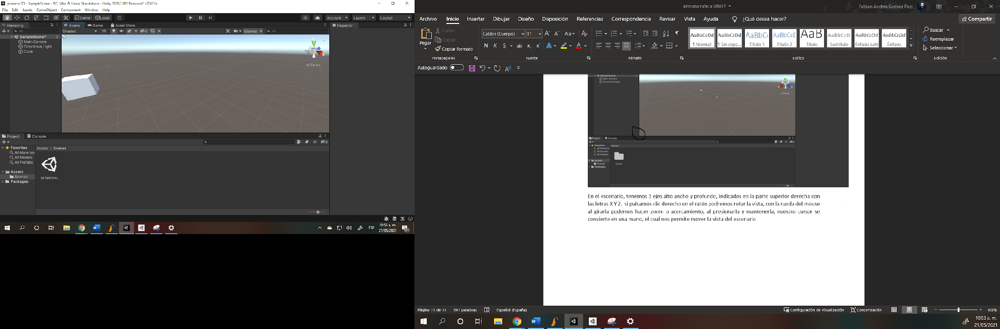 primero 3D - SampleScene - PC, Mac & Linux Standalone - Unity 2020.3.8f1 Personal* <DX11>
File Edit Assets GameObject Component Window Help
Center Local
Account Layers Layout
Hierarchy
All
SampleScene*
Main Camera
Directional Light
Cube
Scene Game Asset Store
Shaded 2D 0 Gizmos All
y
x
Persp
Inspector
Project Console
9
Favorites
All Materials
All Models
All Prefabs
Assets
Scenes
Packages
Assets > Scenes
SampleSce...
ESP
10:53 a. m.
21/05/2021
21
introducción a UNITY
Fabian Andres Gomez Pico
Archivo Inicio Insertar Dibujar Diseño Disposición Referencias Correspondencia Revisar Vista Ayuda ¿Qué desea hacer? Compartir
Pegar
Cortar
Copiar
Copiar formato
Portapapeles
Calibri (Cuerpo) 11
N K S ab x₂ x²
Fuente
Párrafo
AaBbCcDd AaBbCcDd AaBbC( AaBbCcE AaB AaBbCcD AaBbCcDd AaBbCcDd
¶ Normal ¶ Sin espa... Título 1 Título 2 Título Subtítulo Énfasis sutil Énfasis
Estilos
Buscar
Reemplazar
Seleccionar
Edición
Autoguardado
SampleScene
Main Camera
Directional Light
Persp
Project Console
Favorites
All Materials
All Models
All Prefabs
Assets
Scenes
Packages
Assets
Scenes
En el escenario, tenemos 3 ejes alto ancho y profundo, indicados en la parte superior derecha con
las letras X Y Z. si pulsamos clic derecho en el ratón podremos rotar la vista, con la rueda del mouse
al girarla podemos hacer zoom o acercamiento, al presionarla y mantenerla, nuestro cursor se
convierte en una mano, el cual nos permite mover la vista del escenario
Página 11 de 11 591 palabras Español (España) Configuración de visualización Concentración 103%
10:53 a. m.
21/05/2021